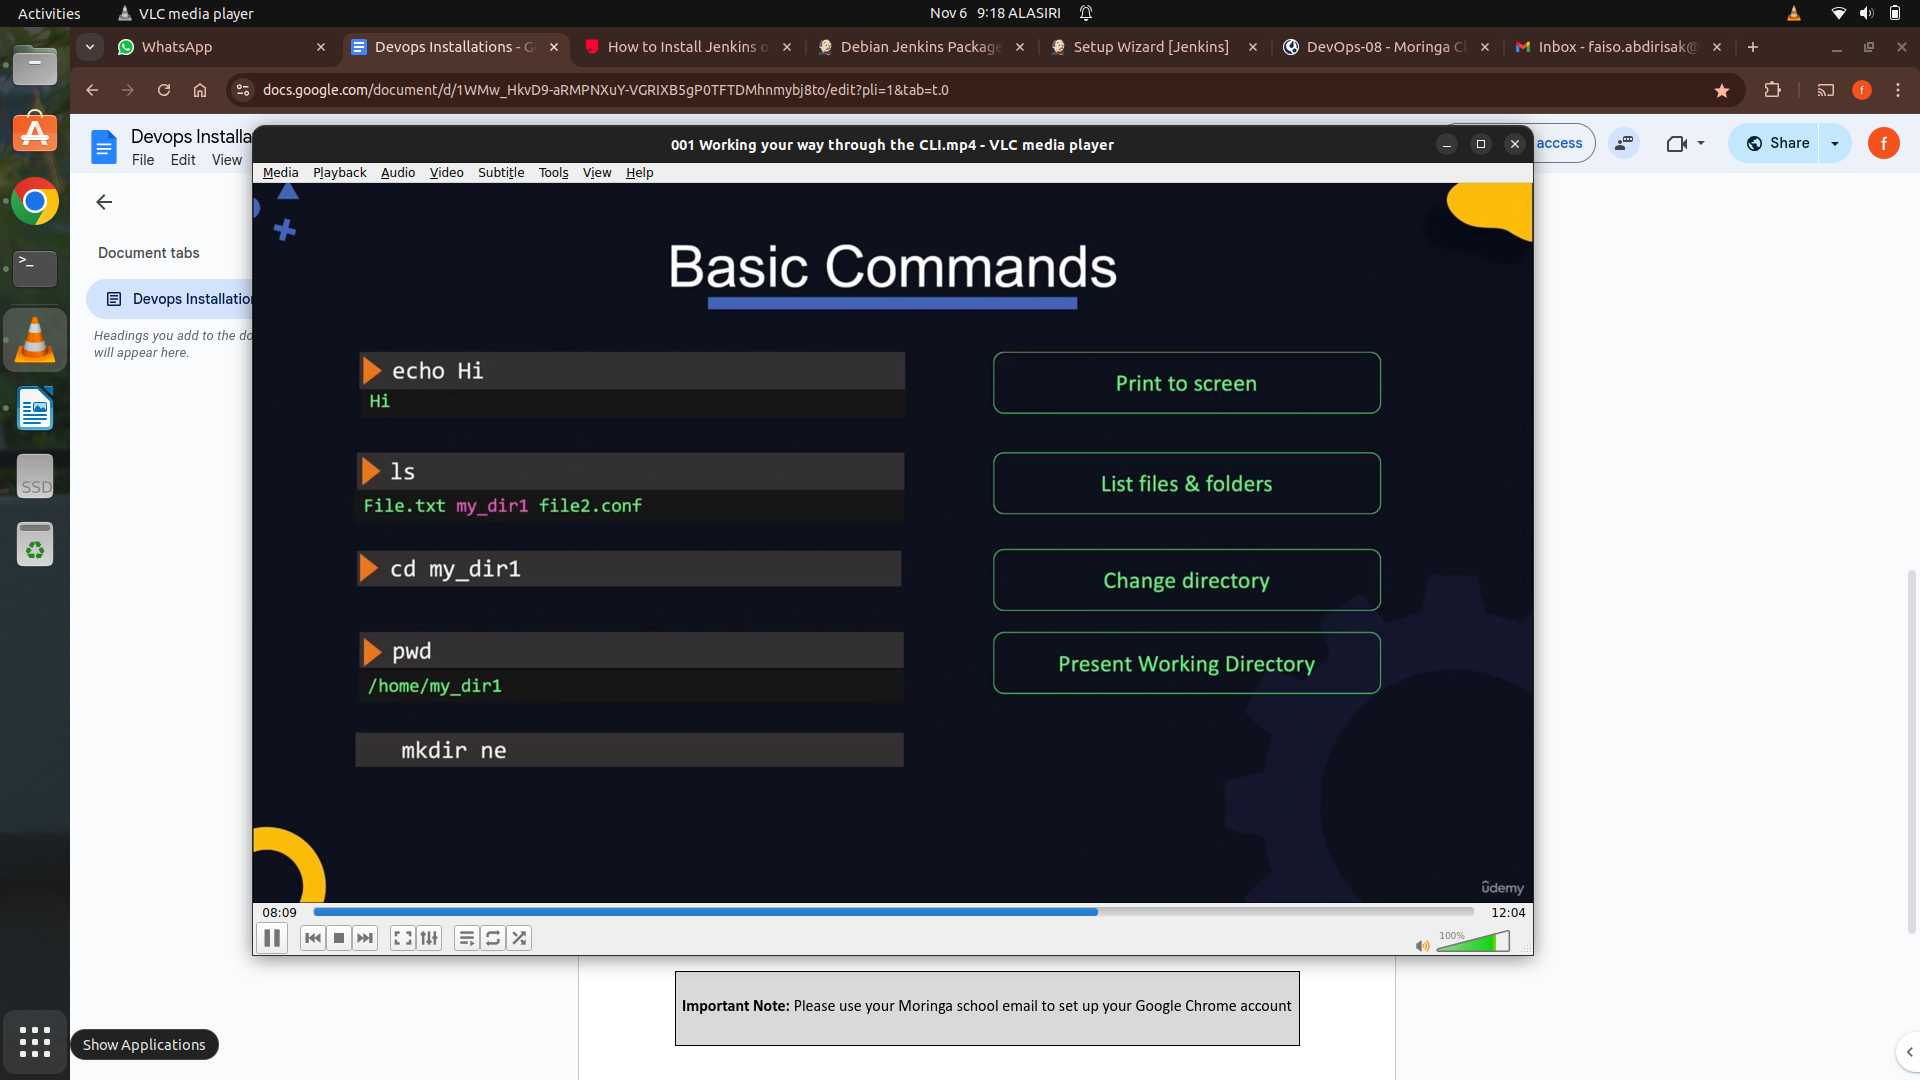 Activities
VLC media player
Nov 6 9:18 ALASIRI
WhatsApp
Devops Installations - G
How to Install Jenkins o
Debian Jenkins Package
Setup Wizard [Jenkins]
DevOps-08 - Moringa C
Inbox - faiso.abdirisak@
docs.google.com/document/d/1WMw_HkvD9-aRMPNXuY-VGRIXB5gP0TFTDMhnmybj8to/edit?pli=1&tab=t.0
f
Devops Installa
File Edit View
access
Share
f
001 Working your way through the CLI.mp4 - VLC media player
Media Playback Audio Video Subtitle Tools View Help
Document tabs
Devops Installation
Headings you add to the do
will appear here.
Basic Commands
echo Hi
Hi
Print to screen
ls
File.txt my_dir1 file2.conf
List files & folders
cd my_dir1
Change directory
pwd
/home/my_dir1
Present Working Directory
mkdir ne
SSD
udemy
08:09
12:04
100%
Important Note: Please use your Moringa school email to set up your Google Chrome account
Show Applications